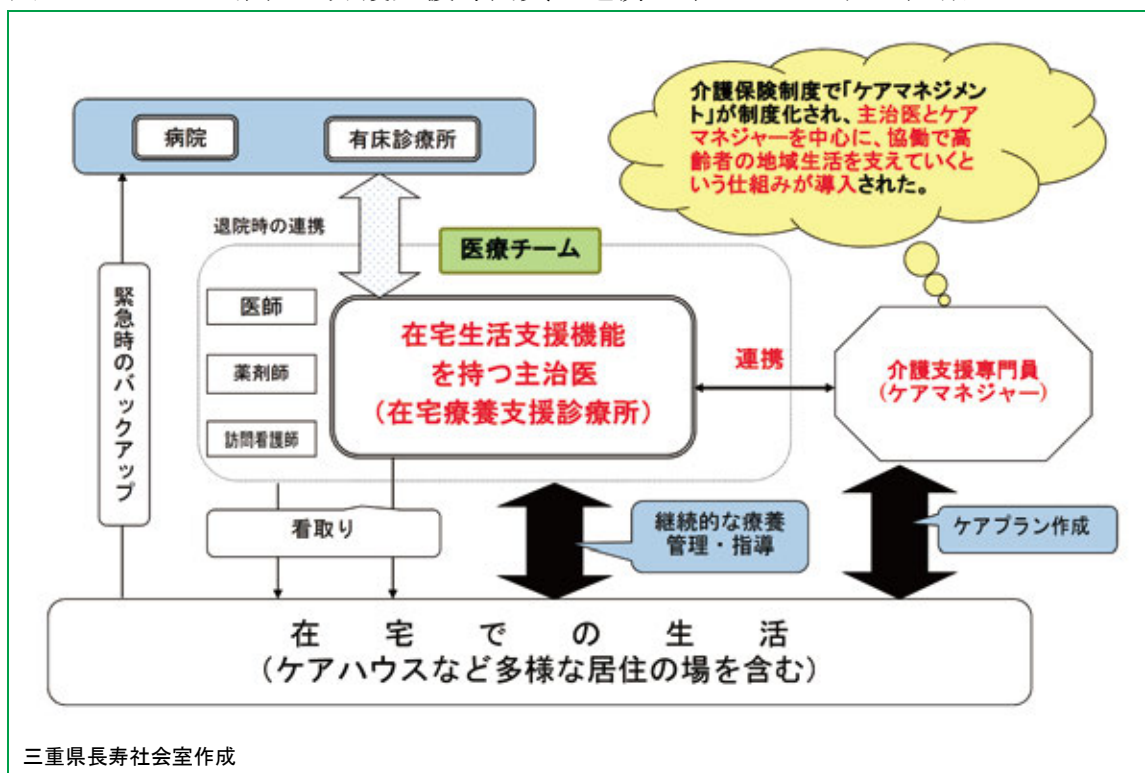 病院
有床診療所
介護保険制度で「ケアマネジメン
ト」が制度化され、主治医とケア
マネジャーを中心に、協働で高
齢者の地域生活を支えていくと
いう仕組みが導入された。
退院時の連携
医療チーム
緊急時のバックアップ
医師
薬剤師
訪問看護師
在宅生活支援機能
を持つ主治医
(在宅療養支援診療所)
連携
介護支援専門員
(ケアマネジャー)
看取り
継続的な療養
管理・指導
ケアプラン作成
在宅での生活
(ケアハウスなど多様な居住の場を含む)
三重県長寿社会室作成